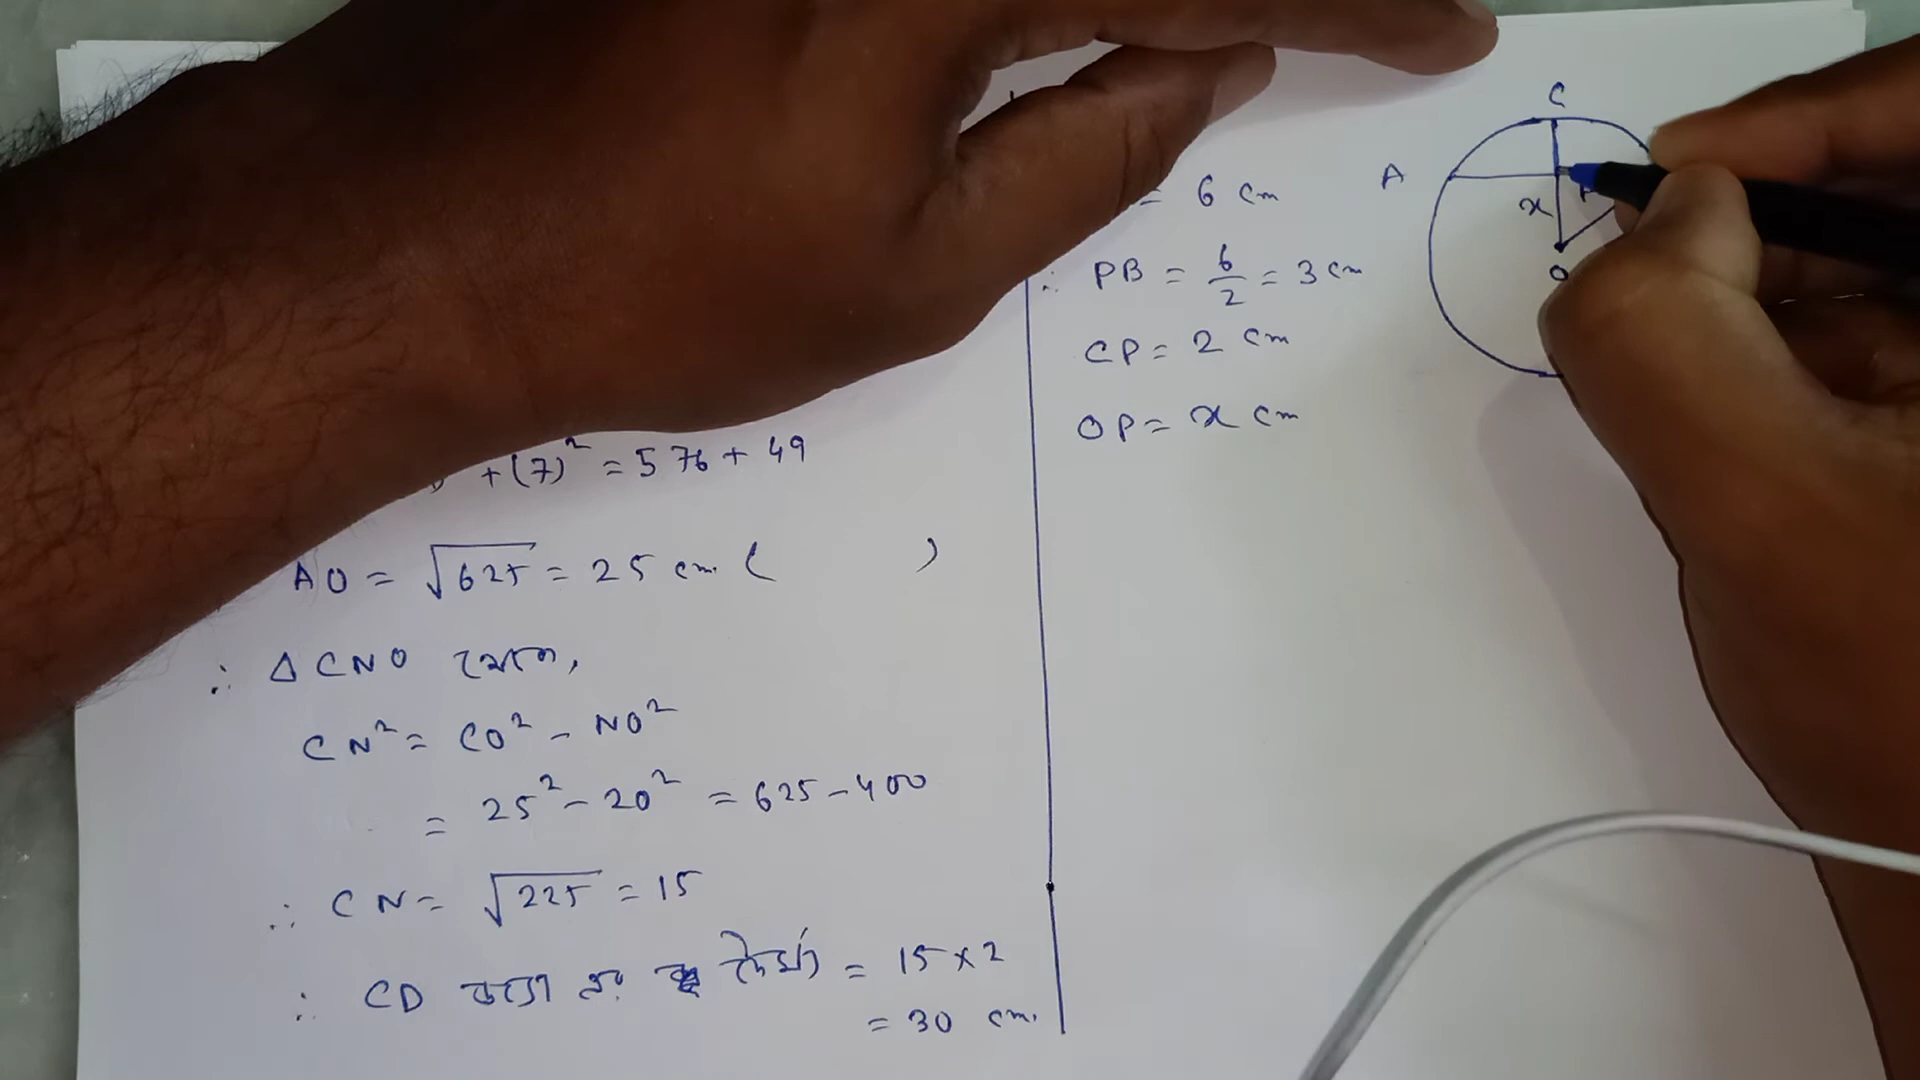 +(7)² = 576 + 49
AO = √625 = 25 cm. ( )
∴ Δ CNO থেকে,
CN² = CO² - NO²
= 25² - 20² = 625 - 400
∴ CN = √225 = 15
∴ CD জ্যা এর দৈর্ঘ্য = 15 × 2
= 30 cm.
= 6 cm
∴ PB = 6/2 = 3 cm
CP = 2 cm
OP = x cm
C
A
x
O